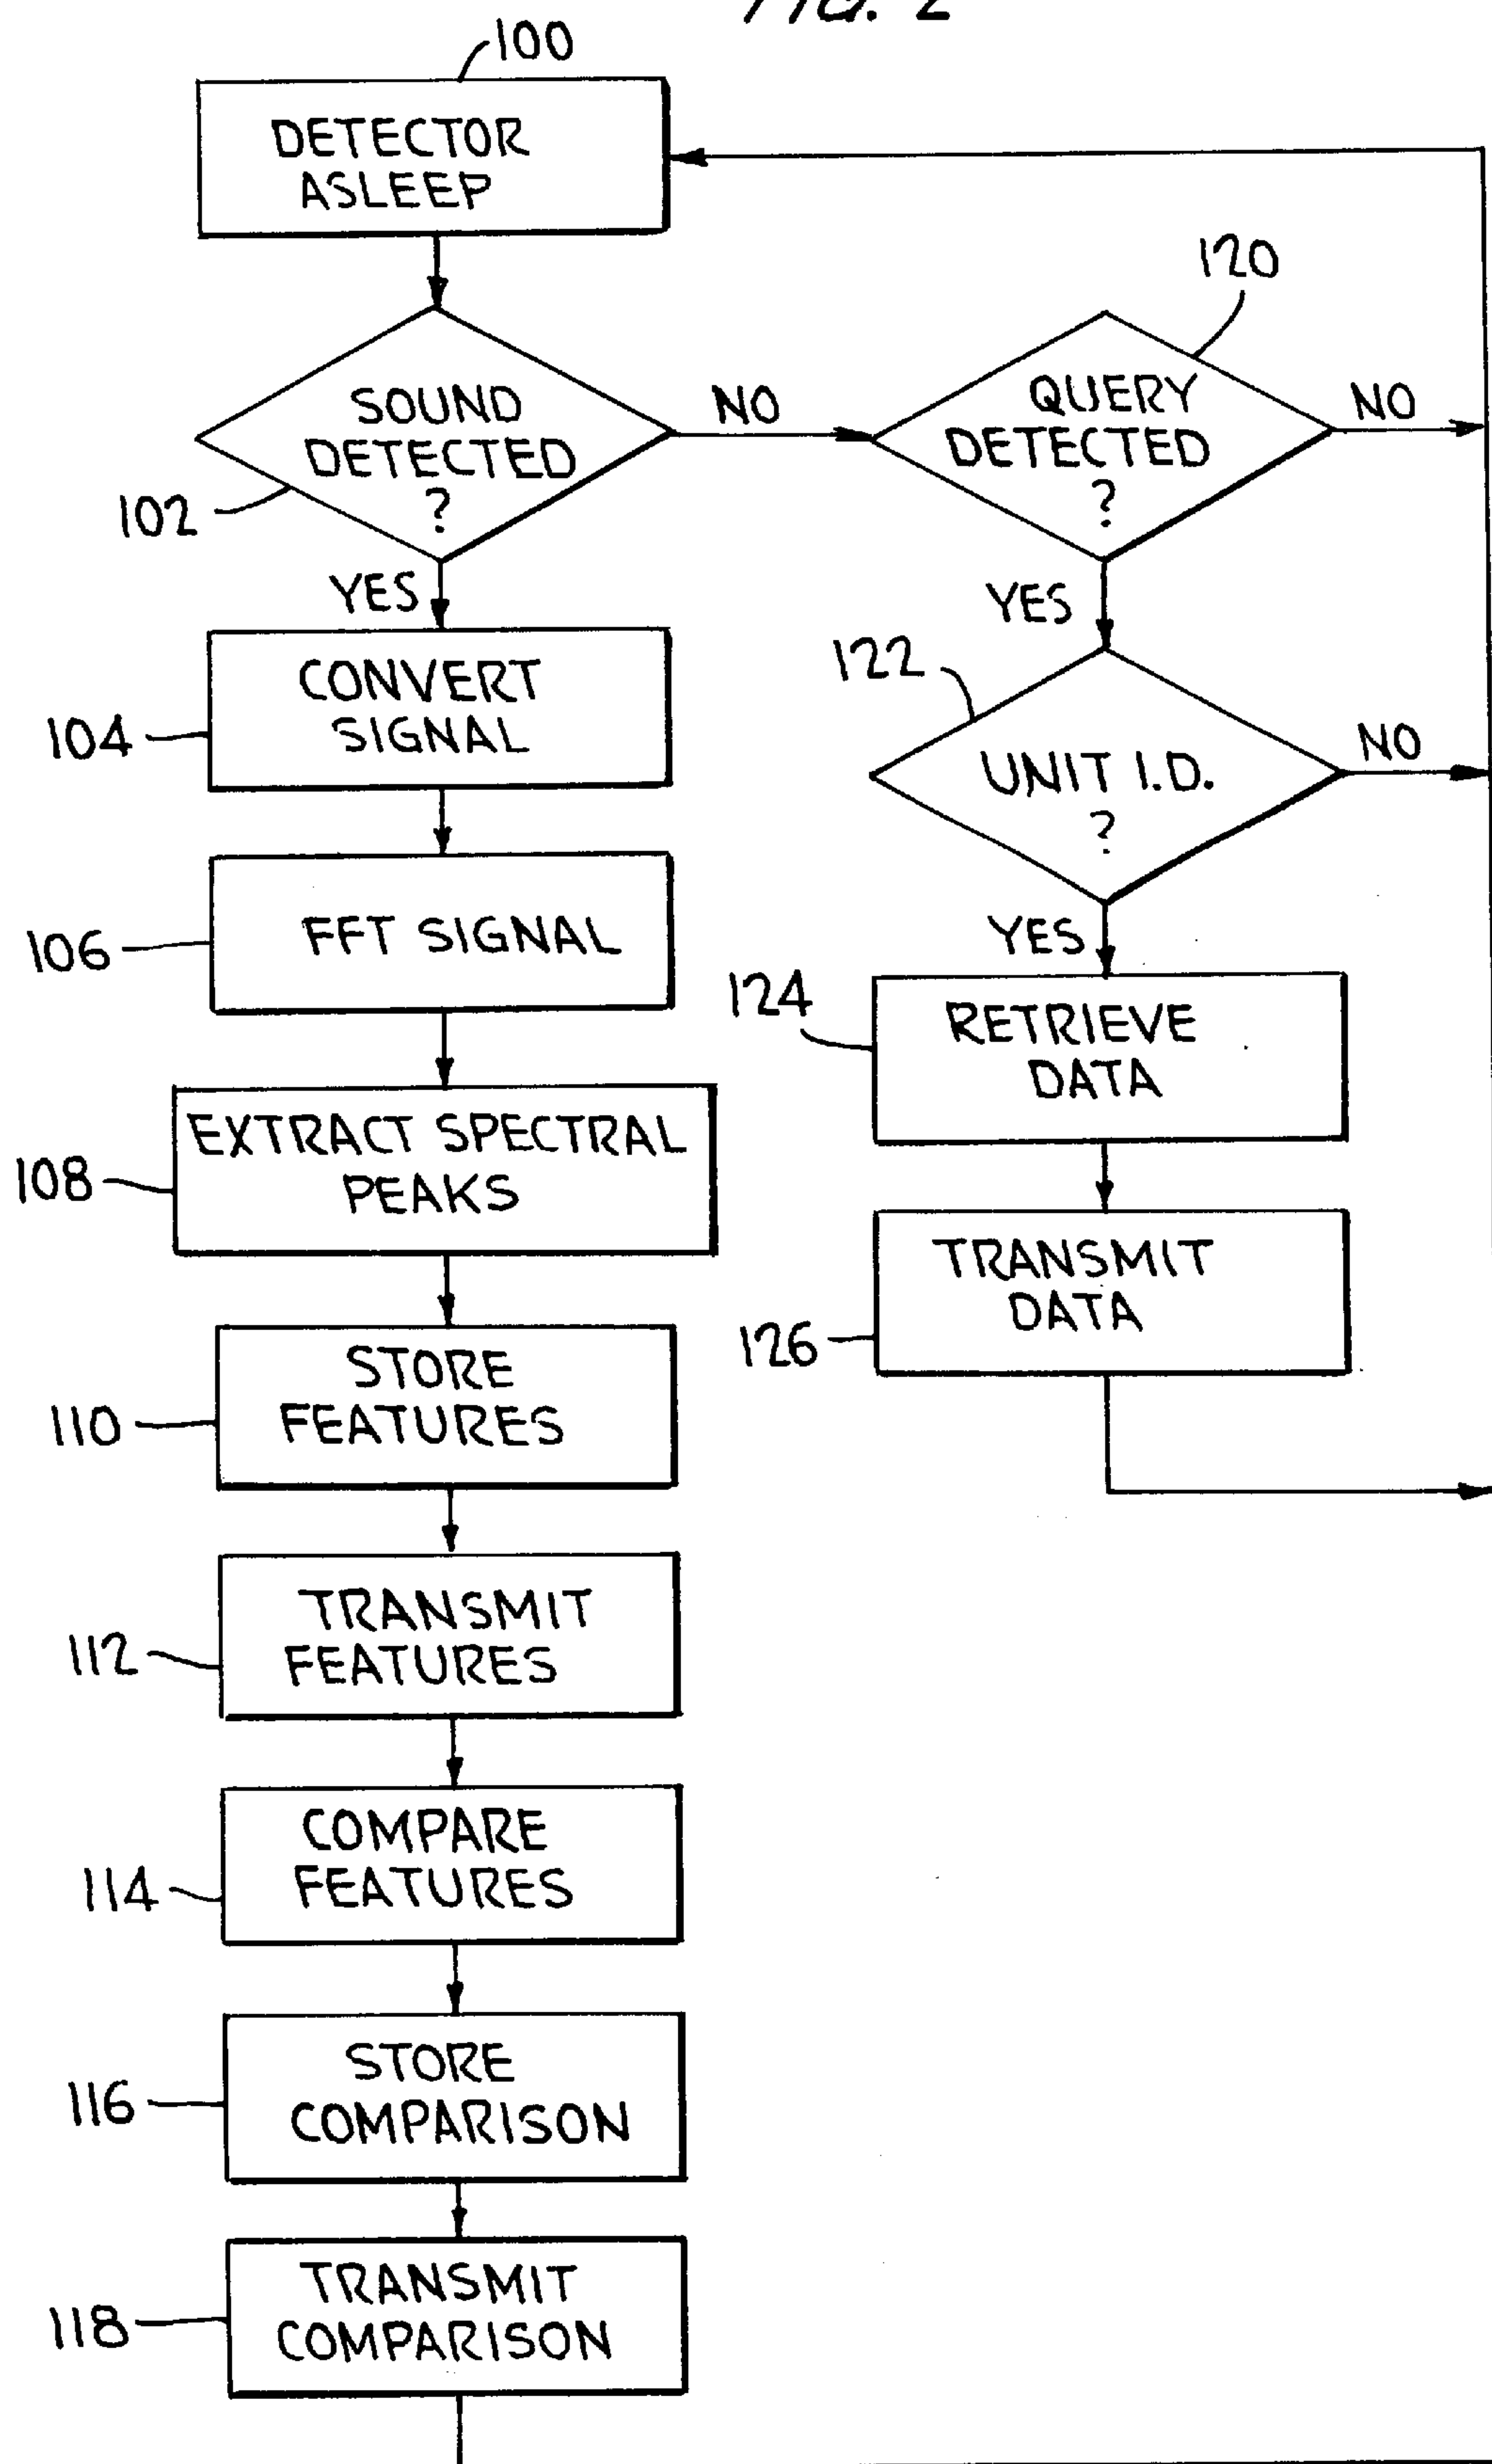 FIG. 2
100
DETECTOR
ASLEEP
120
SOUND
DETECTED
?
NO
QUERY
DETECTED
?
NO
102
YES
YES
122
CONVERT
SIGNAL
104
UNIT I.D.
?
NO
FFT SIGNAL
106
YES
124
RETRIEVE
DATA
EXTRACT SPECTRAL
PEAKS
108
TRANSMIT
DATA
126
STORE
FEATURES
110
TRANSMIT
FEATURES
112
COMPARE
FEATURES
114
STORE
COMPARISON
116
TRANSMIT
COMPARISON
118